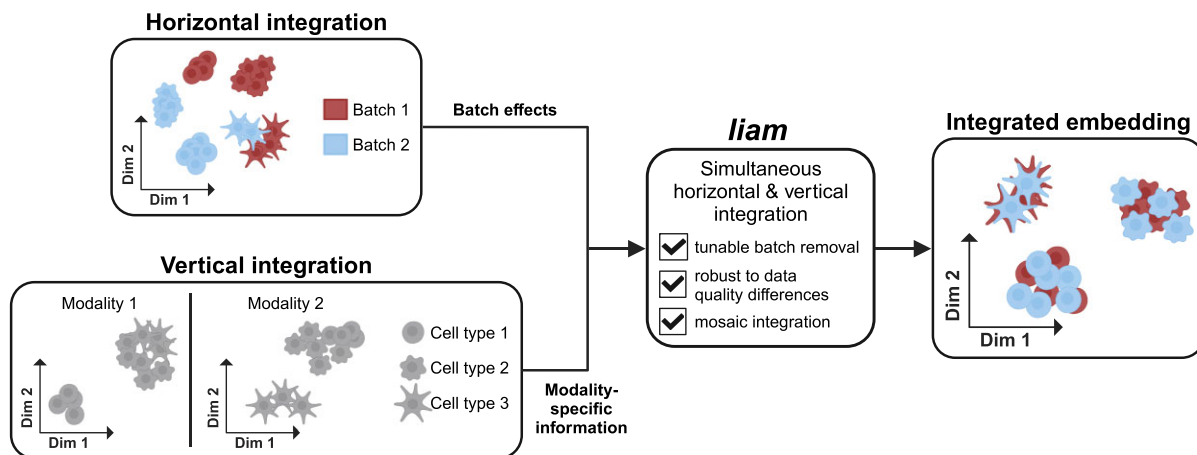 Horizontal integration
Batch 1
Batch 2
Dim 2
Dim 1
Batch effects
Vertical integration
Modality 1
Modality 2
Cell type 1
Cell type 2
Cell type 3
Dim 2
Dim 1
Dim 2
Dim 1
Modality-
specific
information
liam
Simultaneous
horizontal & vertical
integration
tunable batch removal
robust to data
quality differences
mosaic integration
Integrated embedding
Dim 2
Dim 1